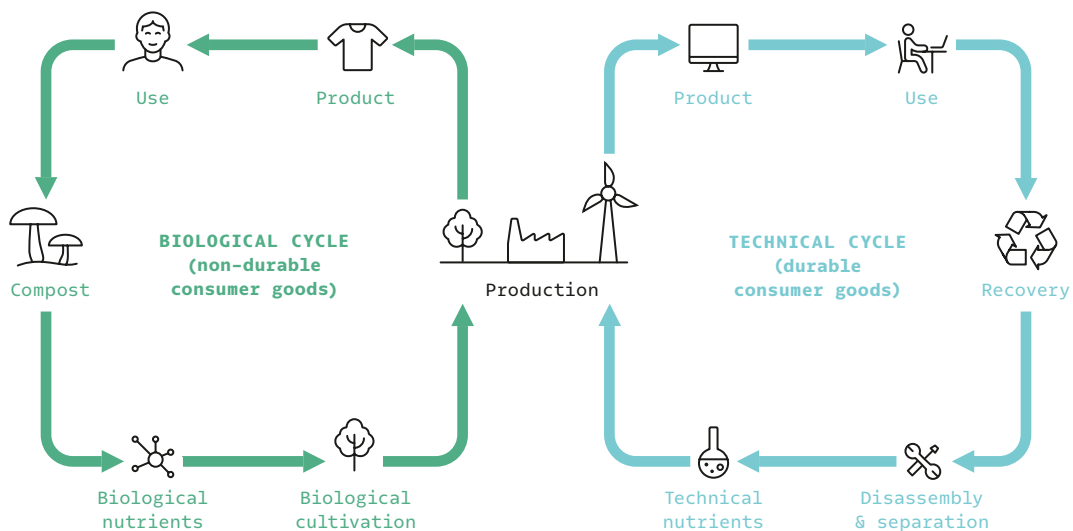 Use
Product
Product
Use
BIOLOGICAL CYCLE
(non-durable
consumer goods)
TECHNICAL CYCLE
(durable
consumer goods)
Compost
Production
Recovery
Biological
nutrients
Biological
cultivation
Technical
nutrients
Disassembly
& separation